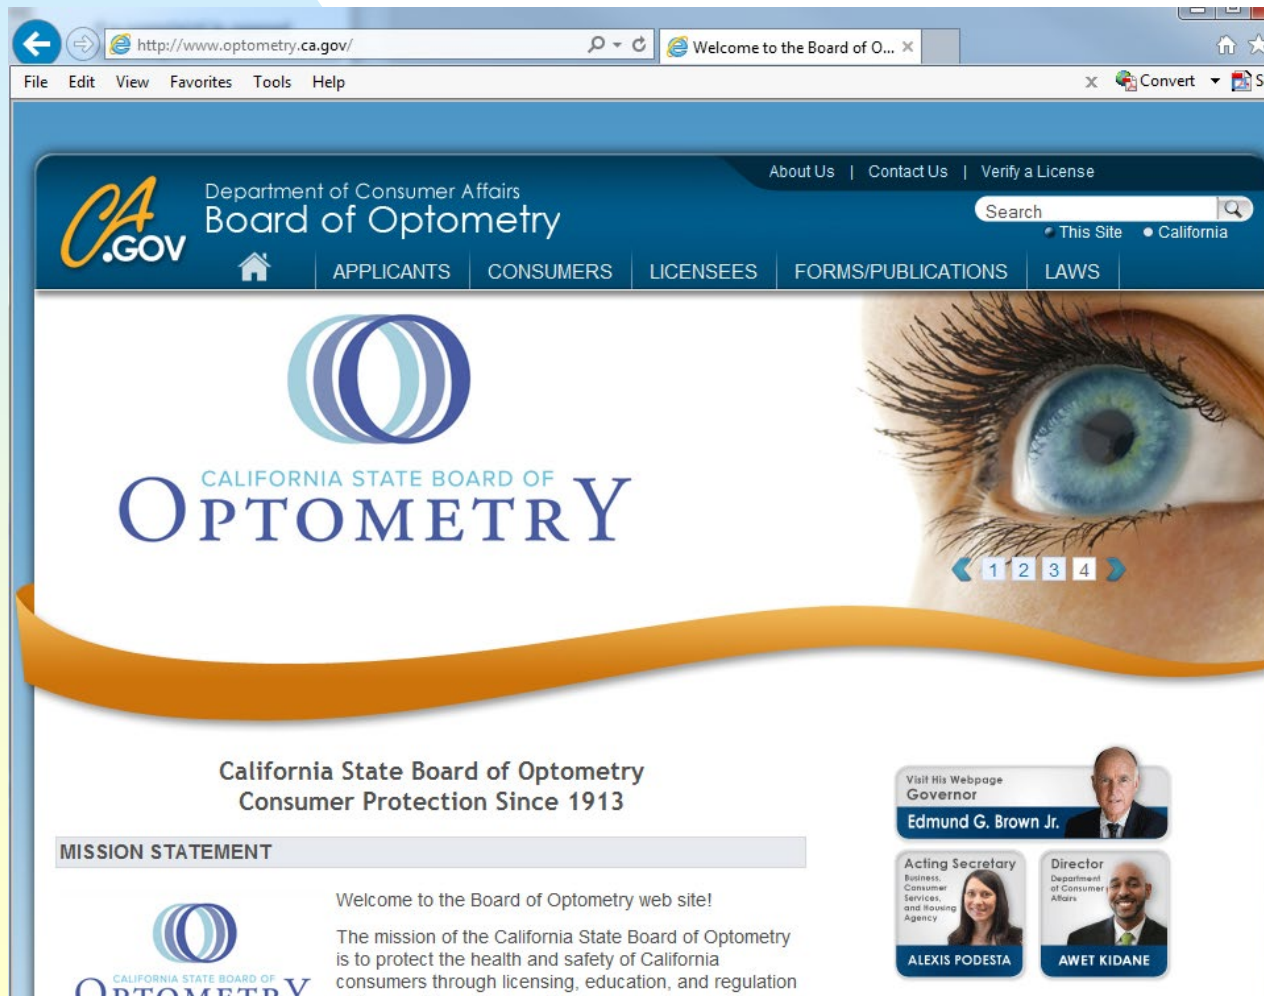 http://www.optometry.ca.gov/
Welcome to the Board of O...
File Edit View Favorites Tools Help
Convert
S
About Us | Contact Us | Verify a License
CA.GOV
Department of Consumer Affairs
Board of Optometry
Search
This Site California
APPLICANTS CONSUMERS LICENSEES FORMS/PUBLICATIONS LAWS
CALIFORNIA STATE BOARD OF
OPTOMETRY
1 2 3 4
California State Board of Optometry
Consumer Protection Since 1913
MISSION STATEMENT
Welcome to the Board of Optometry web site!
The mission of the California State Board of Optometry
is to protect the health and safety of California
consumers through licensing, education, and regulation
CALIFORNIA STATE BOARD OF
OPTOMETRY
Visit His Webpage
Governor
Edmund G. Brown Jr.
Acting Secretary
Business,
Consumer
Services,
and Housing
Agency
ALEXIS PODESTA
Director
Department
of Consumer
Affairs
AWET KIDANE